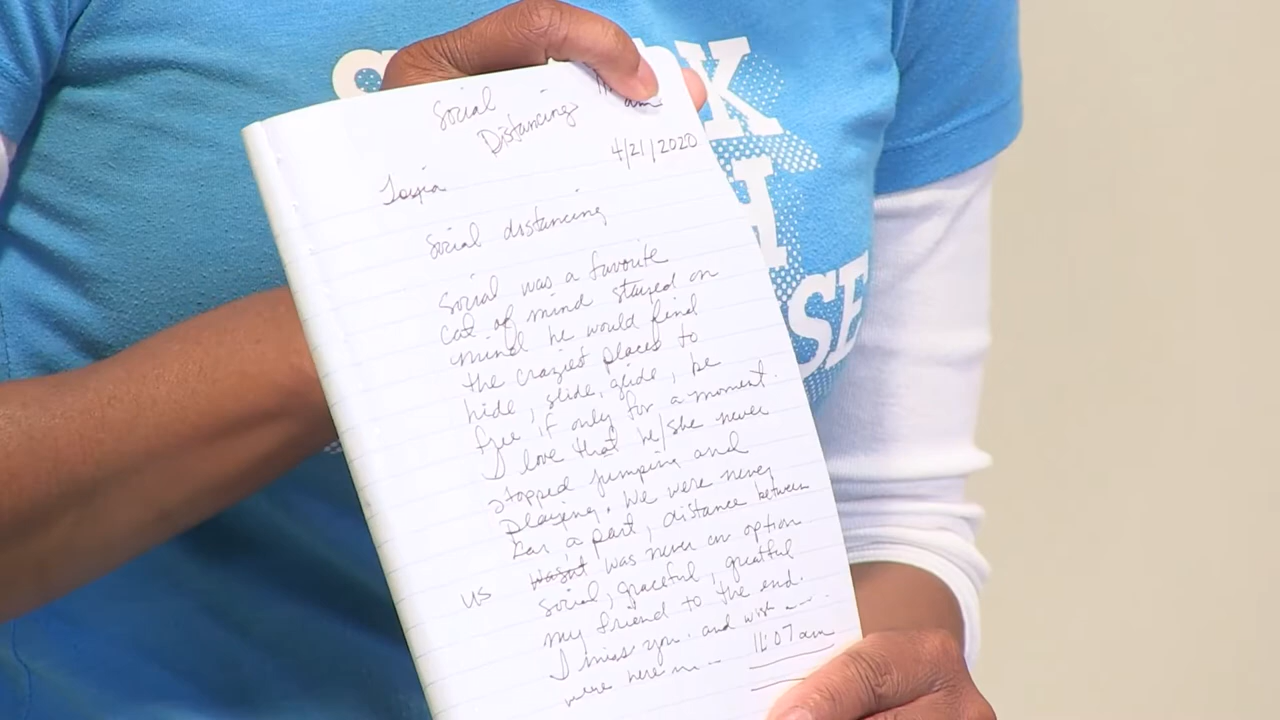 Social
Distancing
am
4/21/2020
Social distancing
Social was a favorite
cat of mind stayed on
mind he would find
the craziest places to
hide, slide, glide, be
free if only for a moment.
I love that he/she never
stopped jumping and
playing. We were never
far a part, distance between
us wasn't was never an option
Social, graceful, greatful
my friend to the end.
I miss you. and wish
were here
11:07 am